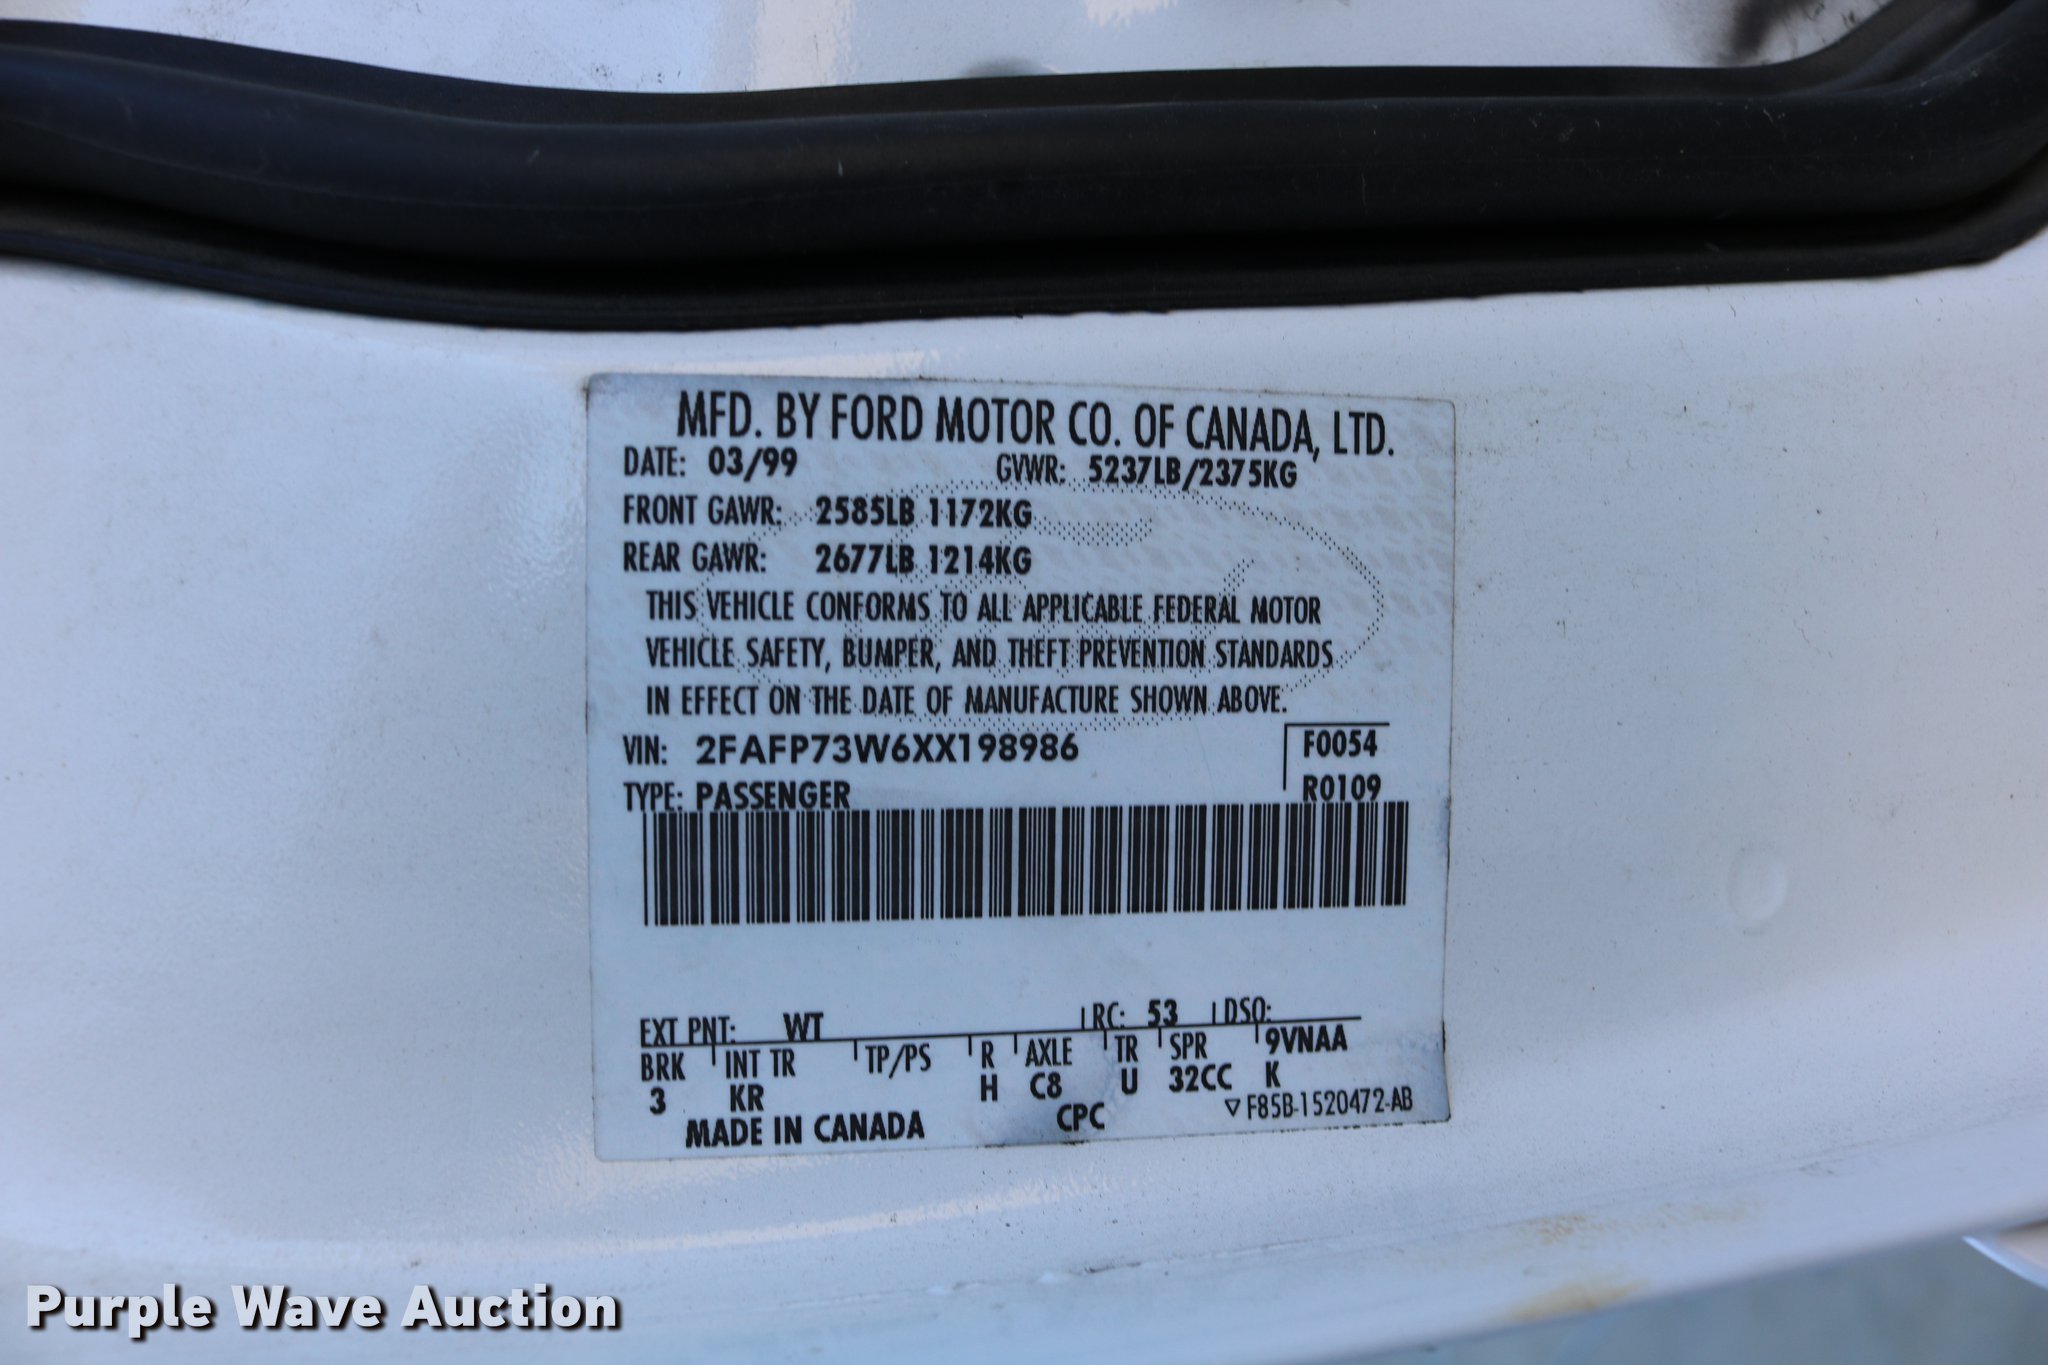 MFD. BY FORD MOTOR CO. OF CANADA, LTD.
DATE: 03/99 GVWR: 5237LB/2375KG
FRONT GAWR: 2585LB 1172KG
REAR GAWR: 2677LB 1214KG
THIS VEHICLE CONFORMS TO ALL APPLICABLE FEDERAL MOTOR
VEHICLE SAFETY, BUMPER, AND THEFT PREVENTION STANDARDS
IN EFFECT ON THE DATE OF MANUFACTURE SHOWN ABOVE.
VIN: 2FAFP73W6XX198986 F0054
TYPE: PASSENGER R0109
EXT PNT: WT RC: 53 DSO:
BRK INT TR TP/PS R AXLE TR SPR 9VNAA
3 KR H C8 U 32CC K
MADE IN CANADA CPC F85B-1520472-AB
Purple Wave Auction